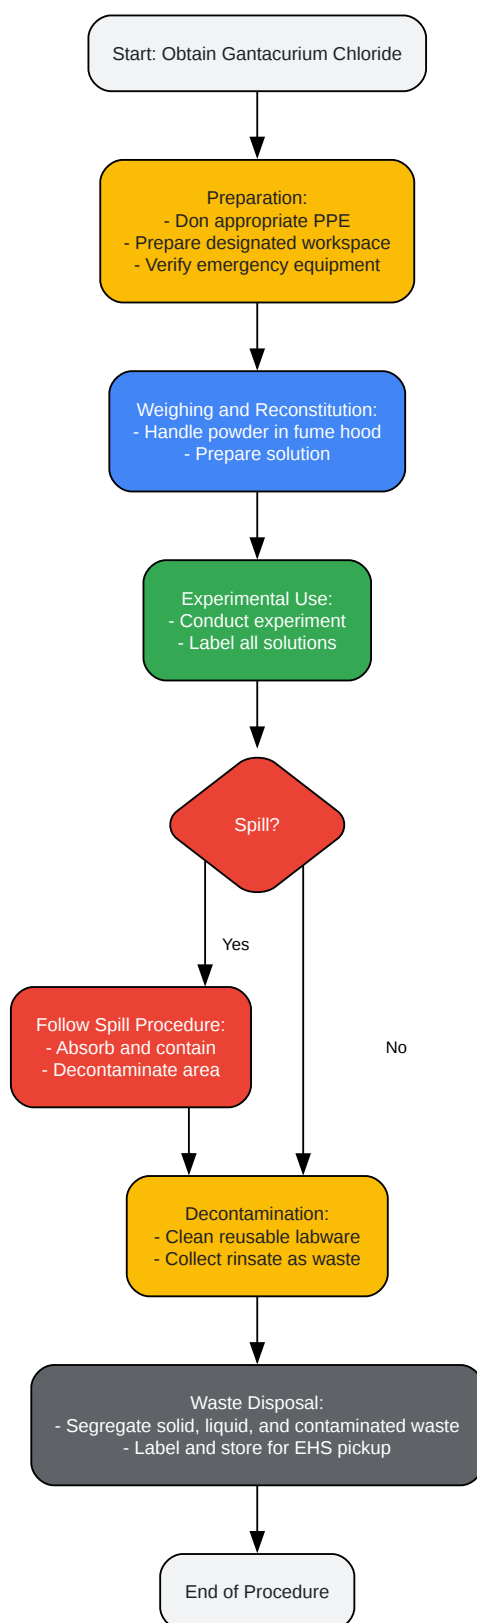 Start: Obtain Gantacurium Chloride
Preparation:
- Don appropriate PPE
- Prepare designated workspace
- Verify emergency equipment
Weighing and Reconstitution:
- Handle powder in fume hood
- Prepare solution
Experimental Use:
- Conduct experiment
- Label all solutions
Spill?
Yes
Follow Spill Procedure:
- Absorb and contain
- Decontaminate area
No
Decontamination:
- Clean reusable labware
- Collect rinsate as waste
Waste Disposal:
- Segregate solid, liquid, and contaminated waste
- Label and store for EHS pickup
End of Procedure